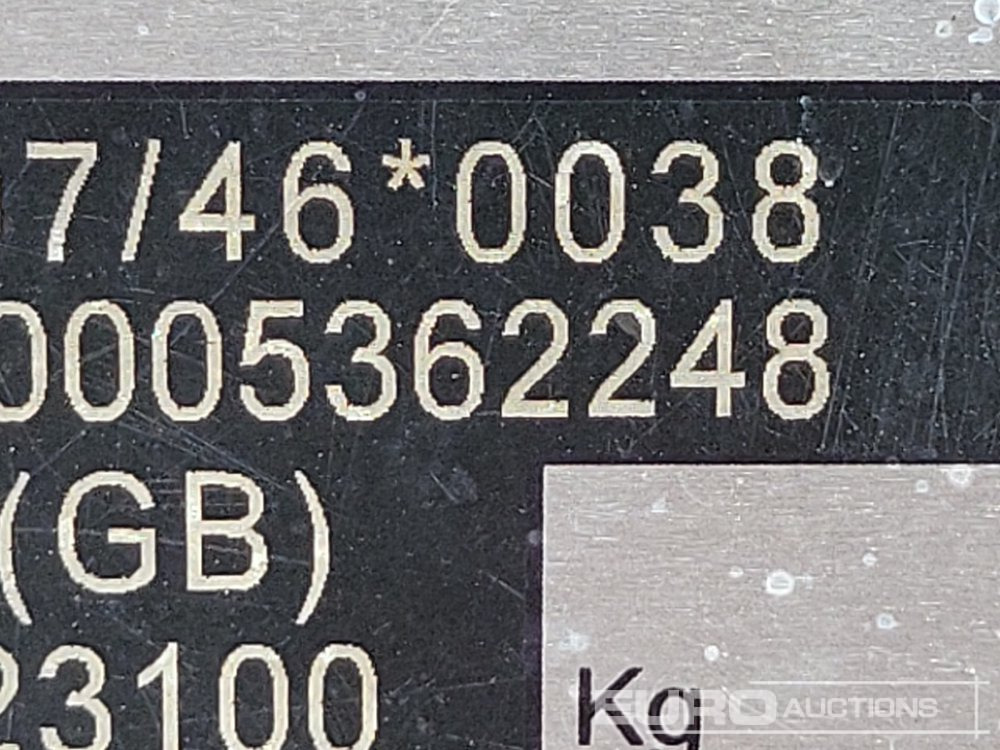 7/46*0038
0005362248
(GB)
23100
Kg
EURO AUCTIONS